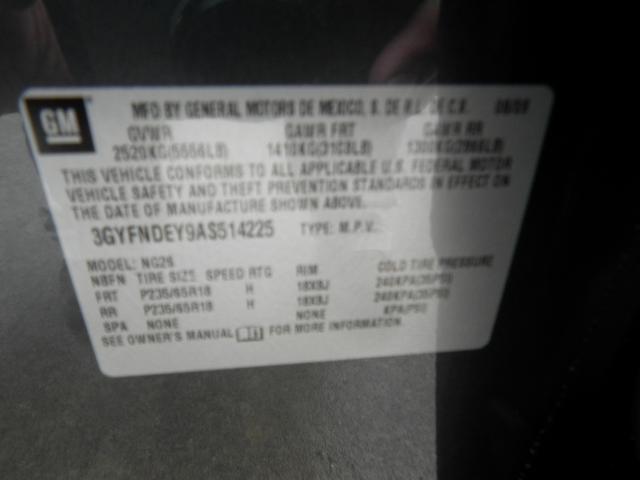 GM
MFD BY GENERAL MOTORS DE MEXICO, S. DE R.L. DE C.V. 08/09
GVWR GAWR FRT GAWR RR
2520KG(5556LB) 1410KG(3108LB) 1300KG(2866LB)
THIS VEHICLE CONFORMS TO ALL APPLICABLE U.S. FEDERAL MOTOR
VEHICLE SAFETY AND THEFT PREVENTION STANDARDS IN EFFECT ON
THE DATE OF MANUFACTURE SHOWN ABOVE.
3GYFNDEY9AS514225 TYPE: M.P.V.
MODEL: NG26
NBFN TIRE SIZE SPEED RTG RIM COLD TIRE PRESSURE
FRT P235/65R18 H 18X8J 240KPA(35PSI)
RR P235/65R18 H 18X8J 240KPA(35PSI)
SPA NONE NONE KPA(PSI)
SEE OWNER'S MANUAL FOR MORE INFORMATION.